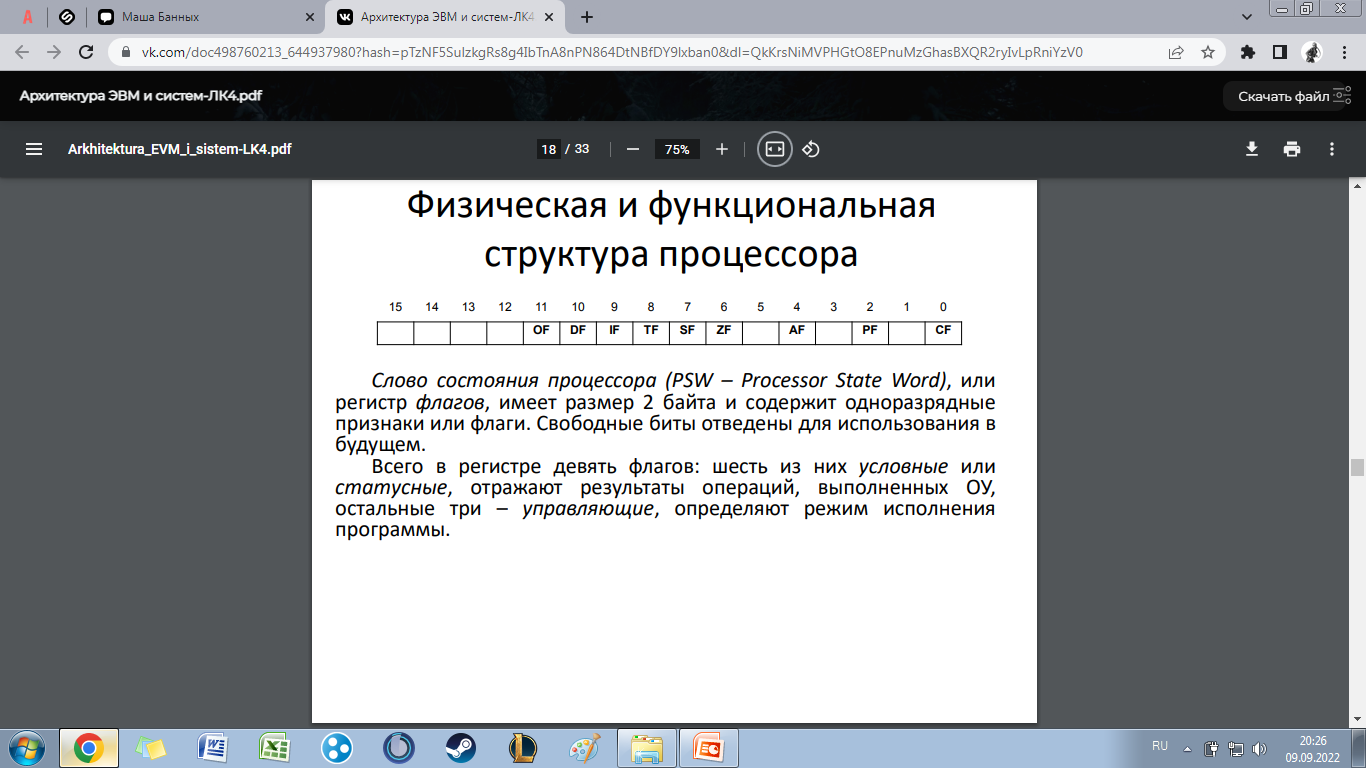 Маша Банных
Архитектура ЭВМ и систем-ЛК4
vk.com/doc498760213_644937980?hash=pTzNF5SulzkgRs8g4IbTnA8nPN864DtNBfDY9lxban0&dl=QkKrsNiMVPHGtO8EPnuMzGhasBXQR2ryIvLpRniYzV0
Архитектура ЭВМ и систем-ЛК4.pdf
Скачать файл
Arkhitektura_EVM_i_sistem-LK4.pdf
18 / 33
75%
Физическая и функциональная
структура процессора
15 14 13 12 11 10 9 8 7 6 5 4 3 2 1 0
OF DF IF TF SF ZF AF PF CF
Слово состояния процессора (PSW – Processor State Word), или
регистр флагов, имеет размер 2 байта и содержит одноразрядные
признаки или флаги. Свободные биты отведены для использования в
будущем.
Всего в регистре девять флагов: шесть из них условные или
статусные, отражают результаты операций, выполненных ОУ,
остальные три – управляющие, определяют режим исполнения
программы.
RU
20:26
09.09.2022